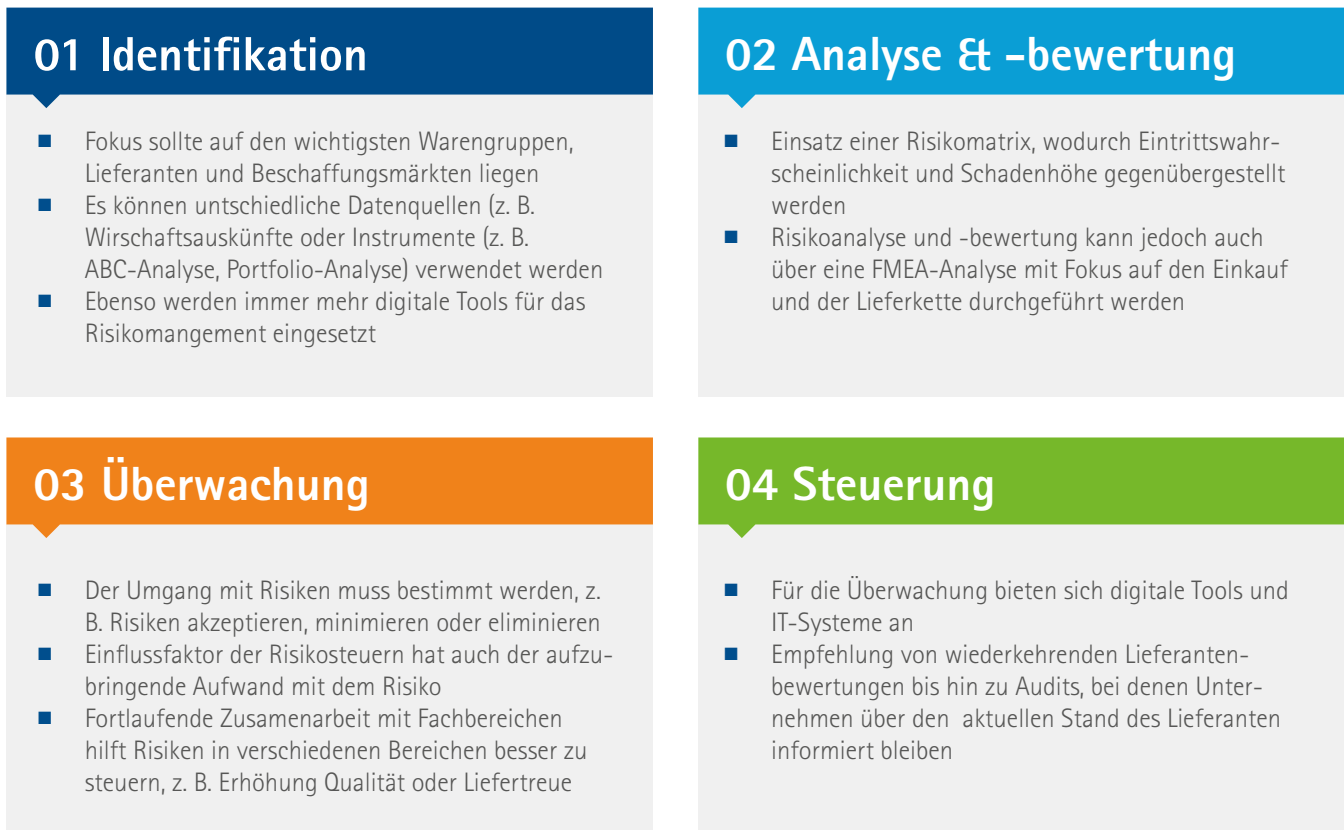 01 Identifikation
Fokus sollte auf den wichtigsten Warengruppen,
Lieferanten und Beschaffungsmärkten liegen
Es können untschiedliche Datenquellen (z. B.
Wirschaftsauskünfte oder Instrumente (z. B.
ABC-Analyse, Portfolio-Analyse) verwendet werden
Ebenso werden immer mehr digitale Tools für das
Risikomangement eingesetzt
02 Analyse & -bewertung
Einsatz einer Risikomatrix, wodurch Eintrittswahr-
scheinlichkeit und Schadenhöhe gegenübergestellt
werden
Risikoanalyse und -bewertung kann jedoch auch
über eine FMEA-Analyse mit Fokus auf den Einkauf
und der Lieferkette durchgeführt werden
03 Überwachung
Der Umgang mit Risiken muss bestimmt werden, z.
B. Risiken akzeptieren, minimieren oder eliminieren
Einflussfaktor der Risikosteuern hat auch der aufzu-
bringende Aufwand mit dem Risiko
Fortlaufende Zusamenarbeit mit Fachbereichen
hilft Risiken in verschiedenen Bereichen besser zu
steuern, z. B. Erhöhung Qualität oder Liefertreue
04 Steuerung
Für die Überwachung bieten sich digitale Tools und
IT-Systeme an
Empfehlung von wiederkehrenden Lieferanten-
bewertungen bis hin zu Audits, bei denen Unter-
nehmen über den aktuellen Stand des Lieferanten
informiert bleiben